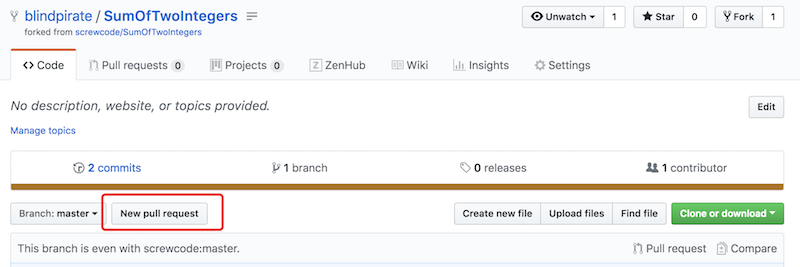 blindpirate / SumOfTwoIntegers
Unwatch 1 Star 0 Fork 1
forked from screwcode/SumOfTwoIntegers
Code Pull requests 0 Projects 0 ZenHub Wiki Insights Settings
No description, website, or topics provided.
Edit
Manage topics
2 commits 1 branch 0 releases 1 contributor
Branch: master New pull request Create new file Upload files Find file Clone or download
This branch is even with screwcode:master. Pull request Compare